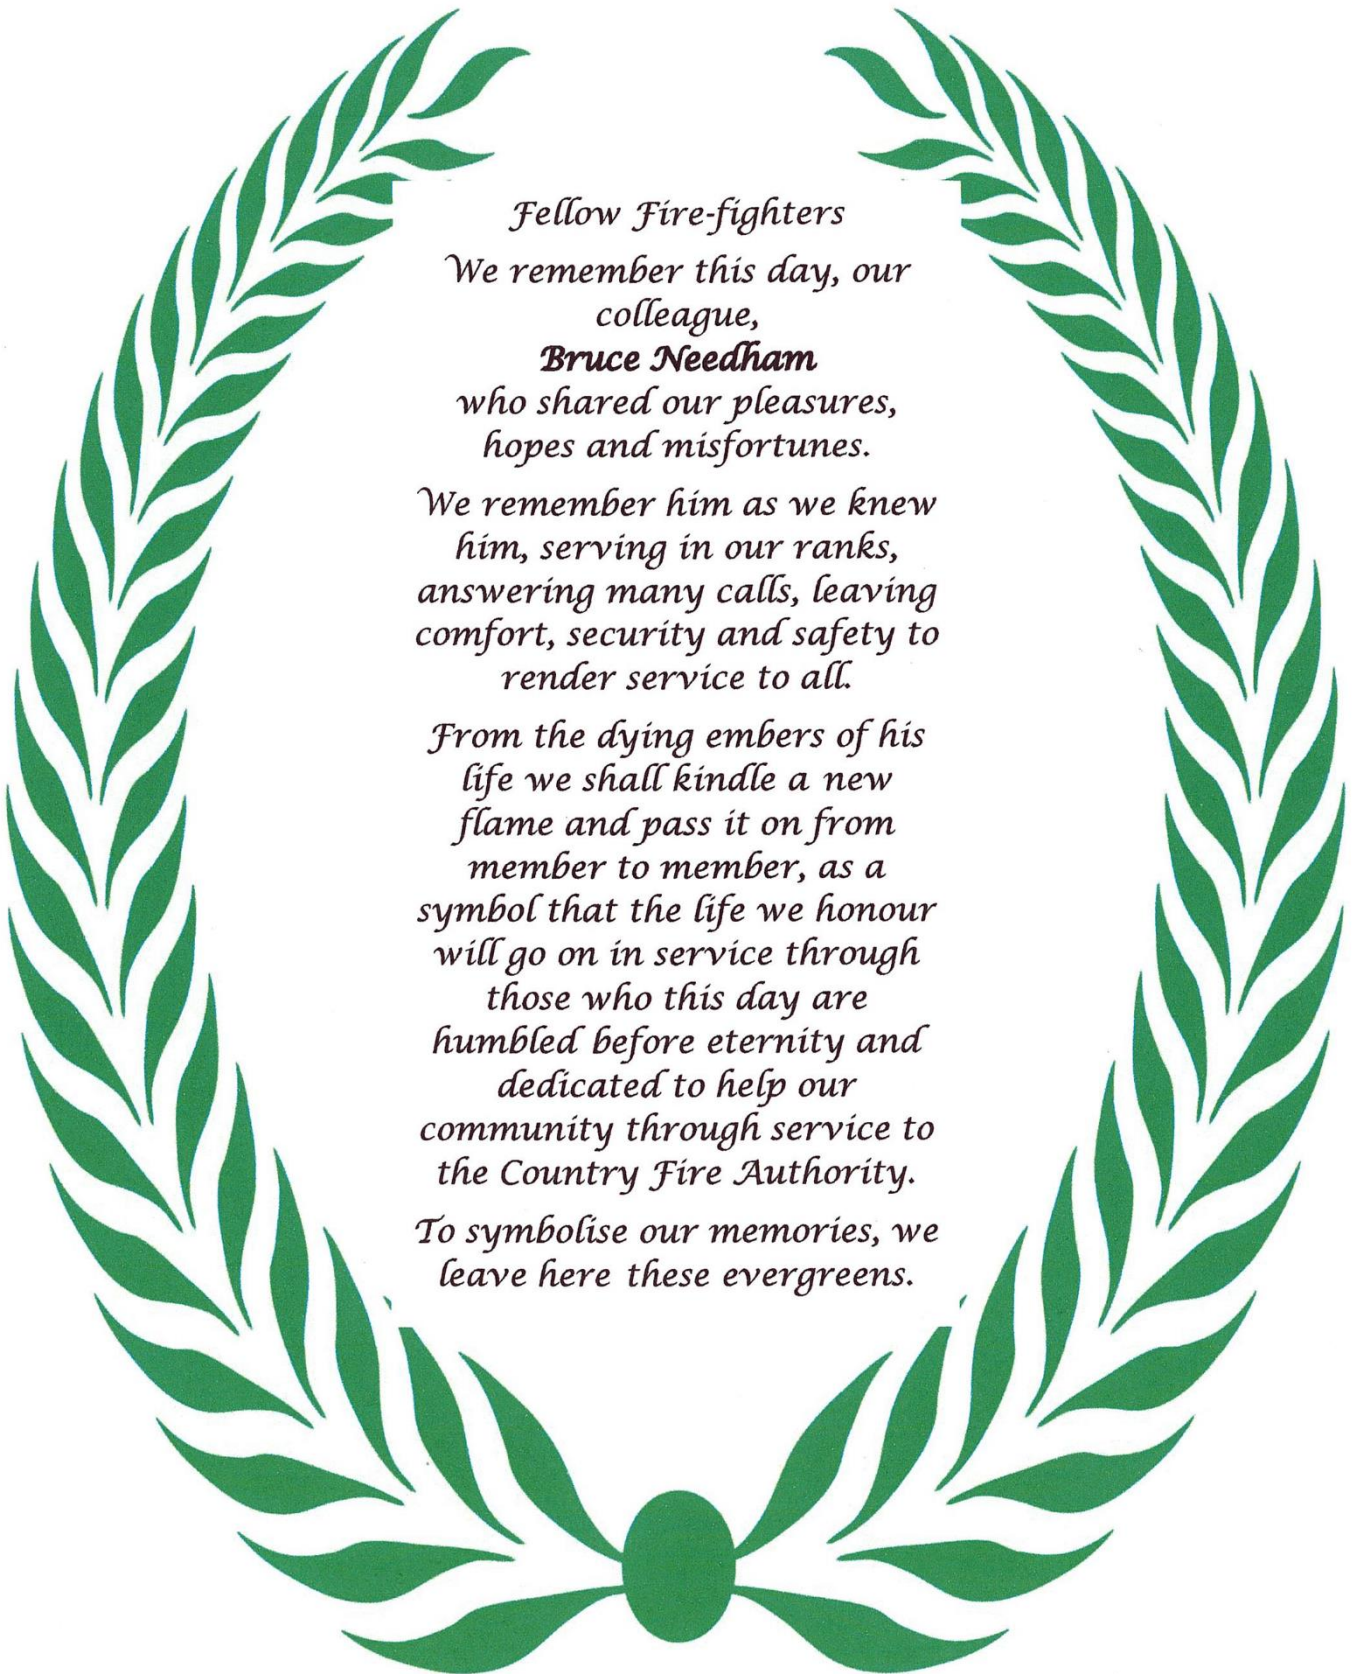 Fellow Fire-fighters
We remember this day, our
colleague,
Bruce Needham
who shared our pleasures,
hopes and misfortunes.
We remember him as we knew
him, serving in our ranks,
answering many calls, leaving
comfort, security and safety to
render service to all.
From the dying embers of his
life we shall kindle a new
flame and pass it on from
member to member, as a
symbol that the life we honour
will go on in service through
those who this day are
humbled before eternity and
dedicated to help our
community through service to
the Country Fire Authority.
To symbolise our memories, we
leave here these evergreens.